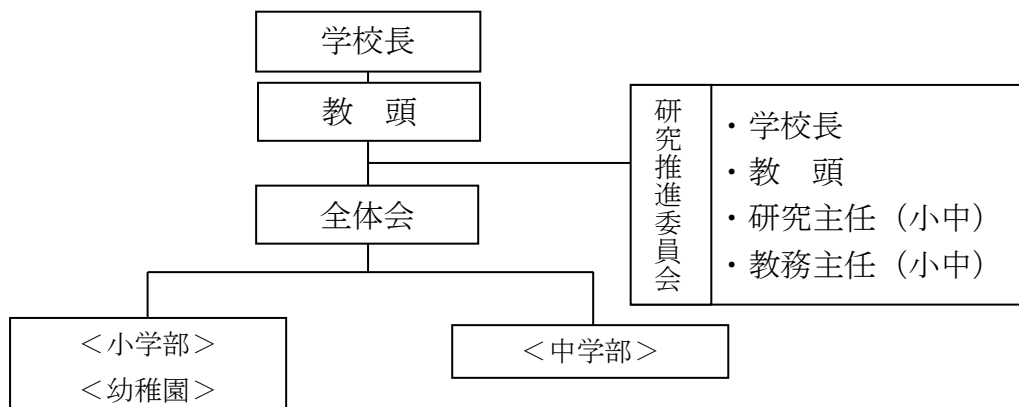 学校長
教　頭
研究推進委員会
・学校長
・教　頭
・研究主任（小中）
・教務主任（小中）
全体会
＜小学部＞
＜幼稚園＞
＜中学部＞